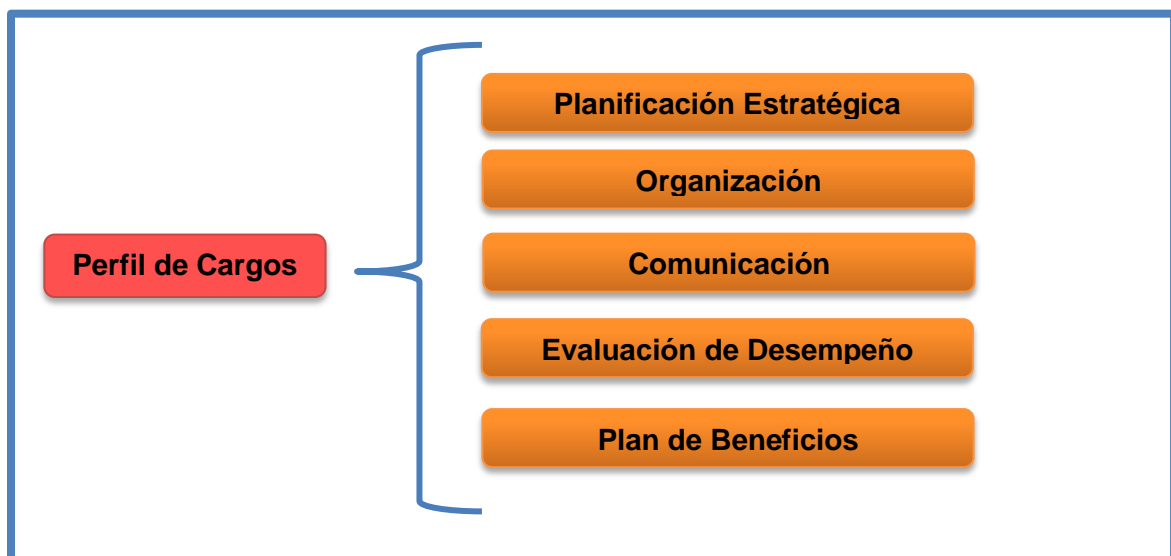 Planificación Estratégica
Organización
Perfil de Cargos
Comunicación
Evaluación de Desempeño
Plan de Beneficios